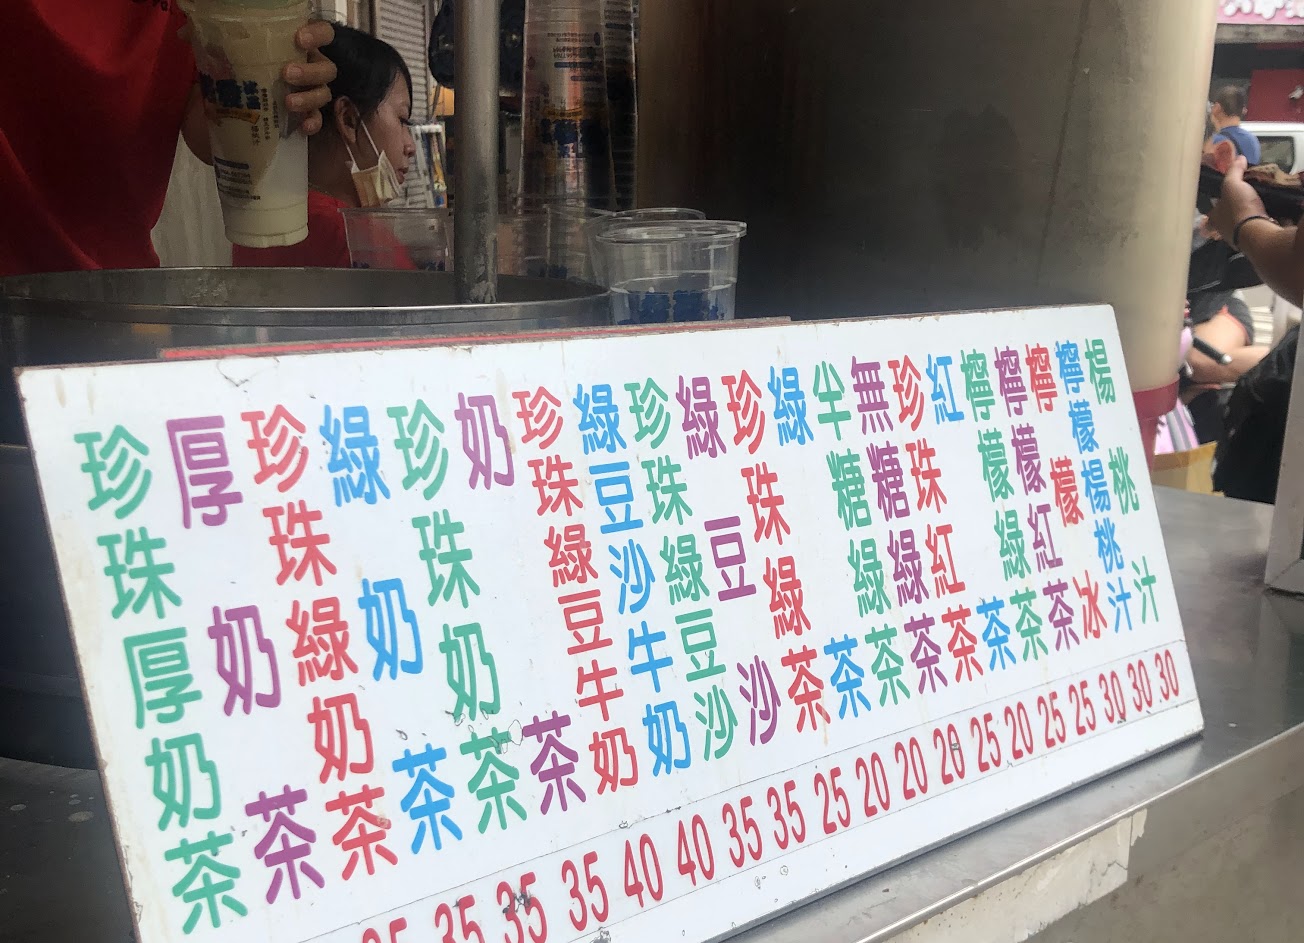 楊桃汁 30
檸檬楊桃汁 30
檸檬冰 30
檸檬紅茶 25
檸檬綠茶 25
紅茶 20
珍珠紅茶 25
無糖綠茶 20
半糖綠茶 20
綠茶 20
珍珠綠茶 25
綠豆沙 35
珍珠綠豆沙 35
綠豆沙牛奶 40
珍珠綠豆牛奶 40
奶茶 35
珍珠奶茶 35
綠奶茶 35
珍珠綠奶茶
厚奶茶
珍珠厚奶茶